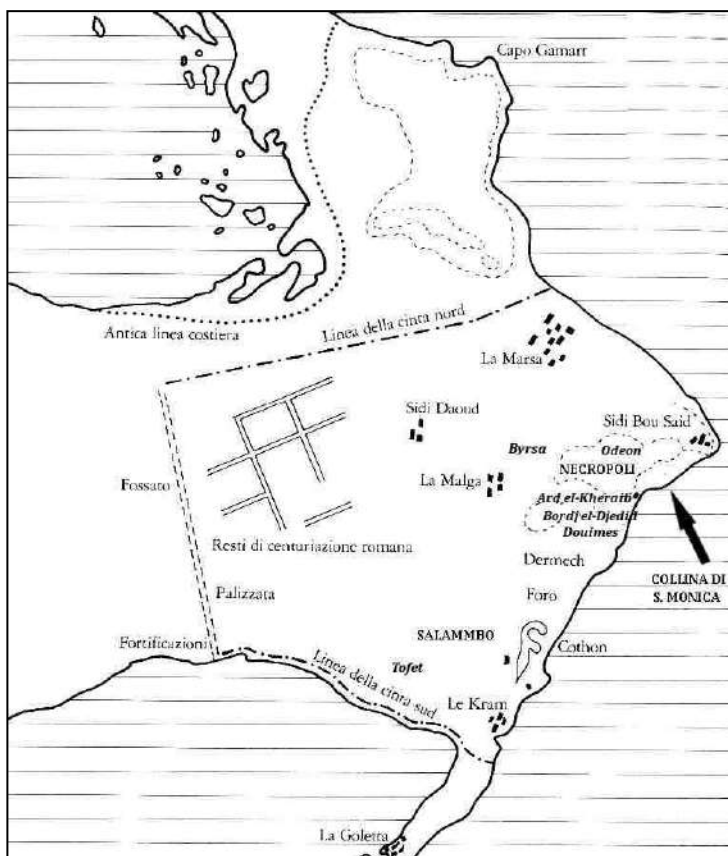 Capo Gamart
Antica linea costiera
Linea della cinta nord
La Marsa
Sidi Daoud
Sidi Bou Said
Byrsa
Odeon
NECROPOLI
Fossato
La Malga
Ard el-Kheraib
Bordj el-Djedid
Douimes
Resti di centuriazione romana
Dermech
COLLINA DI
S. MONICA
Palizzata
Foro
Fortificazioni
SALAMMBO
Cothon
Linea della cinta sud
Tofet
Le Kram
La Goletta